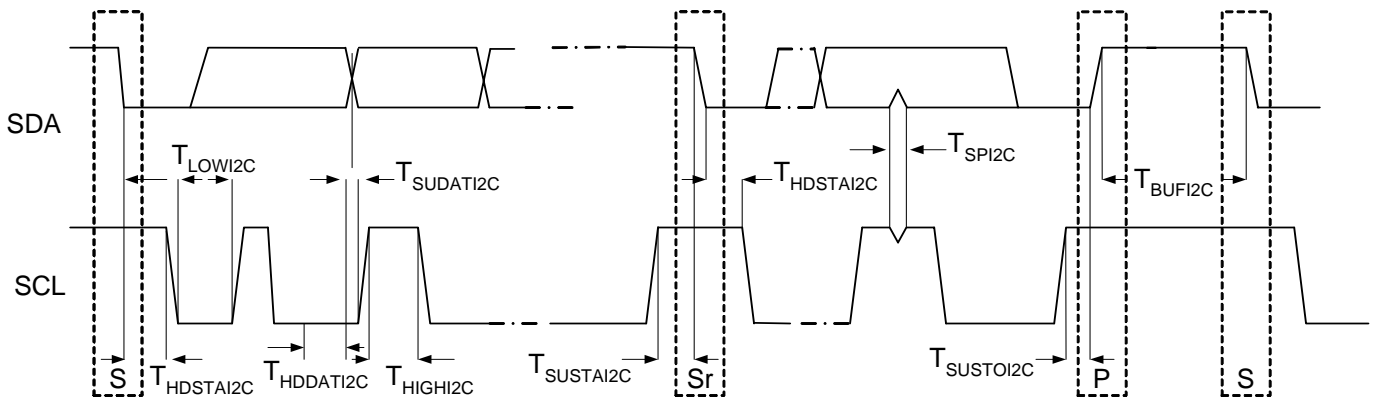 SDA
T_LOWI2C
T_SUDATI2C
T_SPI2C
T_HDSTAI2C
T_BUFI2C
SCL
S
T_HDSTAI2C
T_HDDATI2C
T_HIGHI2C
T_SUSTAI2C
Sr
T_SUSTOI2C
P
S